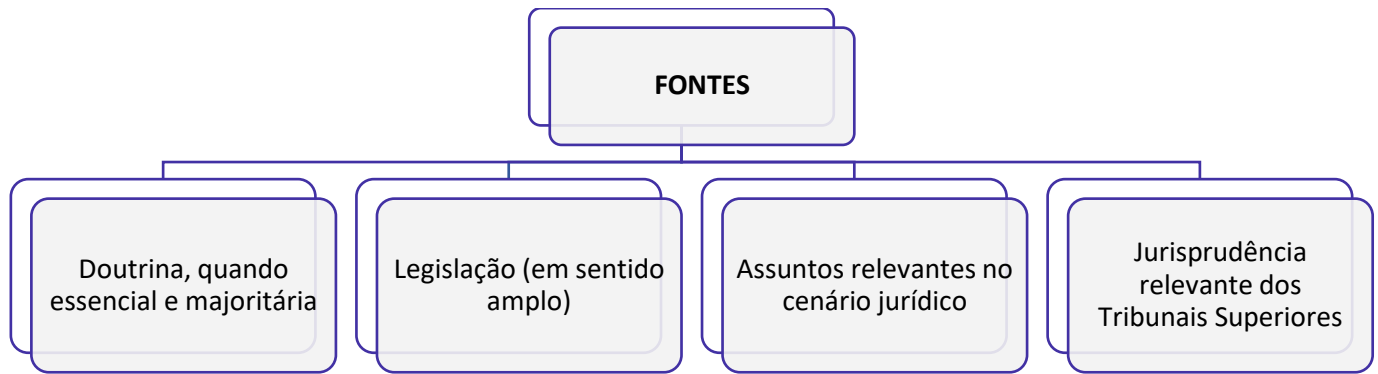 FONTES
Doutrina, quando
essencial e majoritária
Legislação (em sentido
amplo)
Assuntos relevantes no
cenário jurídico
Jurisprudência
relevante dos
Tribunais Superiores